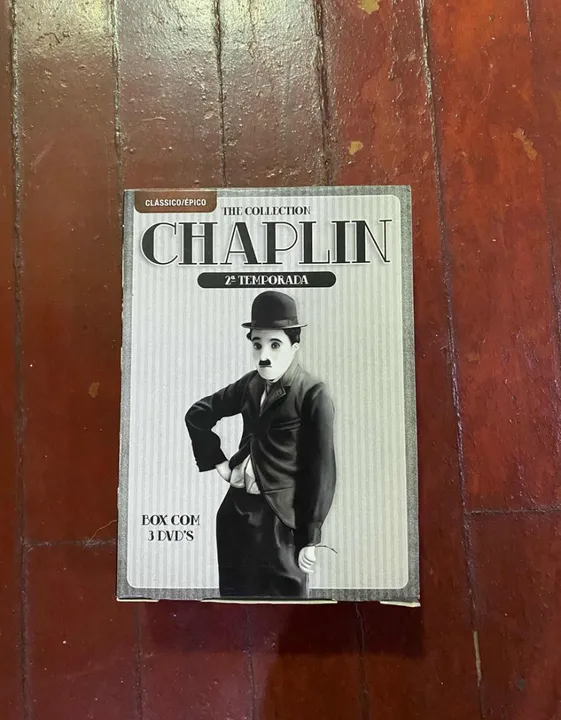 CLÁSSICO/ÉPICO
THE COLLECTION
CHAPLIN
2ª TEMPORADA
BOX COM
3 DVD'S